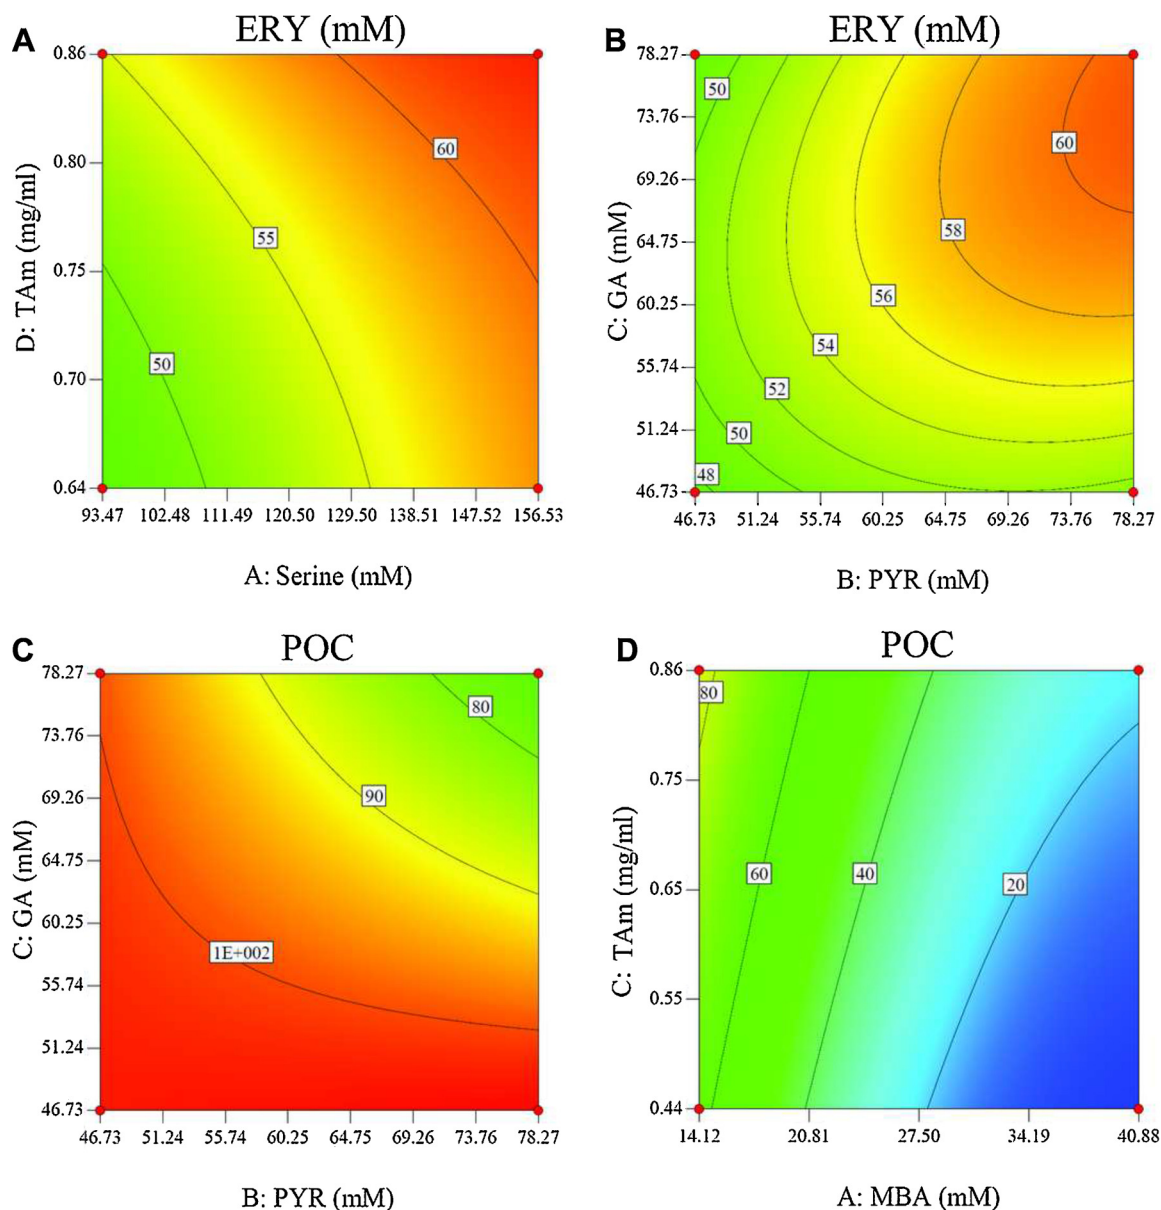 A
ERY (mM)
0.86
0.80
0.75
0.70
0.64
D: TAm (mg/ml)
60
55
50
93.47 102.48 111.49 120.50 129.50 138.51 147.52 156.53
A: Serine (mM)
B
ERY (mM)
78.27
73.76
69.26
64.75
60.25
55.74
51.24
46.73
C: GA (mM)
50
60
58
56
54
52
50
48
46.73 51.24 55.74 60.25 64.75 69.26 73.76 78.27
B: PYR (mM)
C
POC
78.27
73.76
69.26
64.75
60.25
55.74
51.24
46.73
C: GA (mM)
80
90
1E+002
46.73 51.24 55.74 60.25 64.75 69.26 73.76 78.27
B: PYR (mM)
D
POC
0.86
0.75
0.65
0.55
0.44
C: TAm (mg/ml)
80
60
40
20
14.12 20.81 27.50 34.19 40.88
A: MBA (mM)